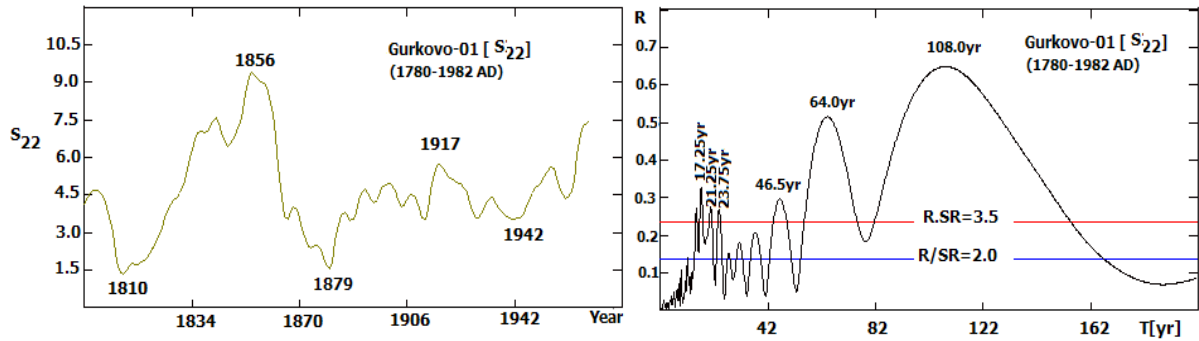 10.5
9.0
7.5
6.0
4.5
3.0
1.5
S22
1856
Gurkovo-01 [ S22]
(1780-1982 AD)
1917
1810
1879
1942
1834
1870
1906
1942
Year
R
0.7
0.6
0.5
0.4
0.3
0.2
0.1
17.25yr
21.25yr
23.75yr
46.5yr
64.0yr
108.0yr
Gurkovo-01 [ S22]
(1780-1982 AD)
R.SR=3.5
R/SR=2.0
42
82
122
162
T[yr]